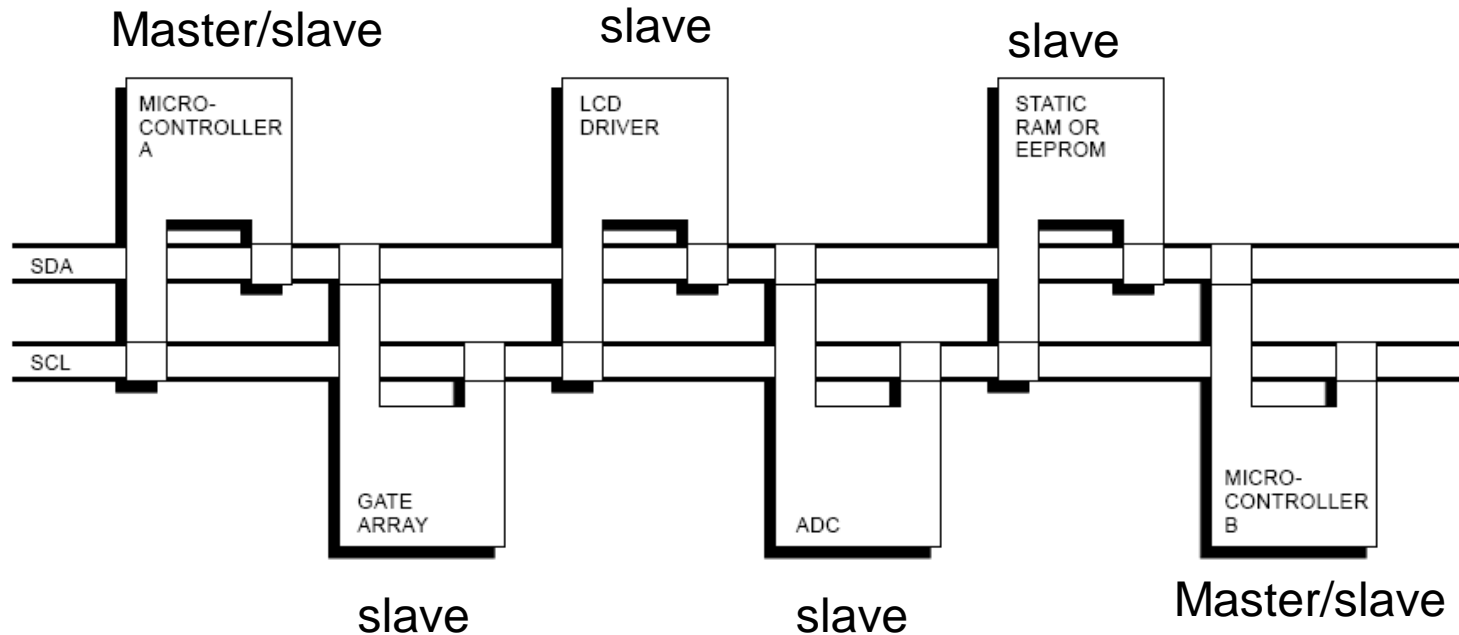 Master/slave
slave
slave
MICRO-
CONTROLLER
A
LCD
DRIVER
STATIC
RAM OR
EEPROM
SDA
SCL
GATE
ARRAY
ADC
MICRO-
CONTROLLER
B
slave
slave
Master/slave